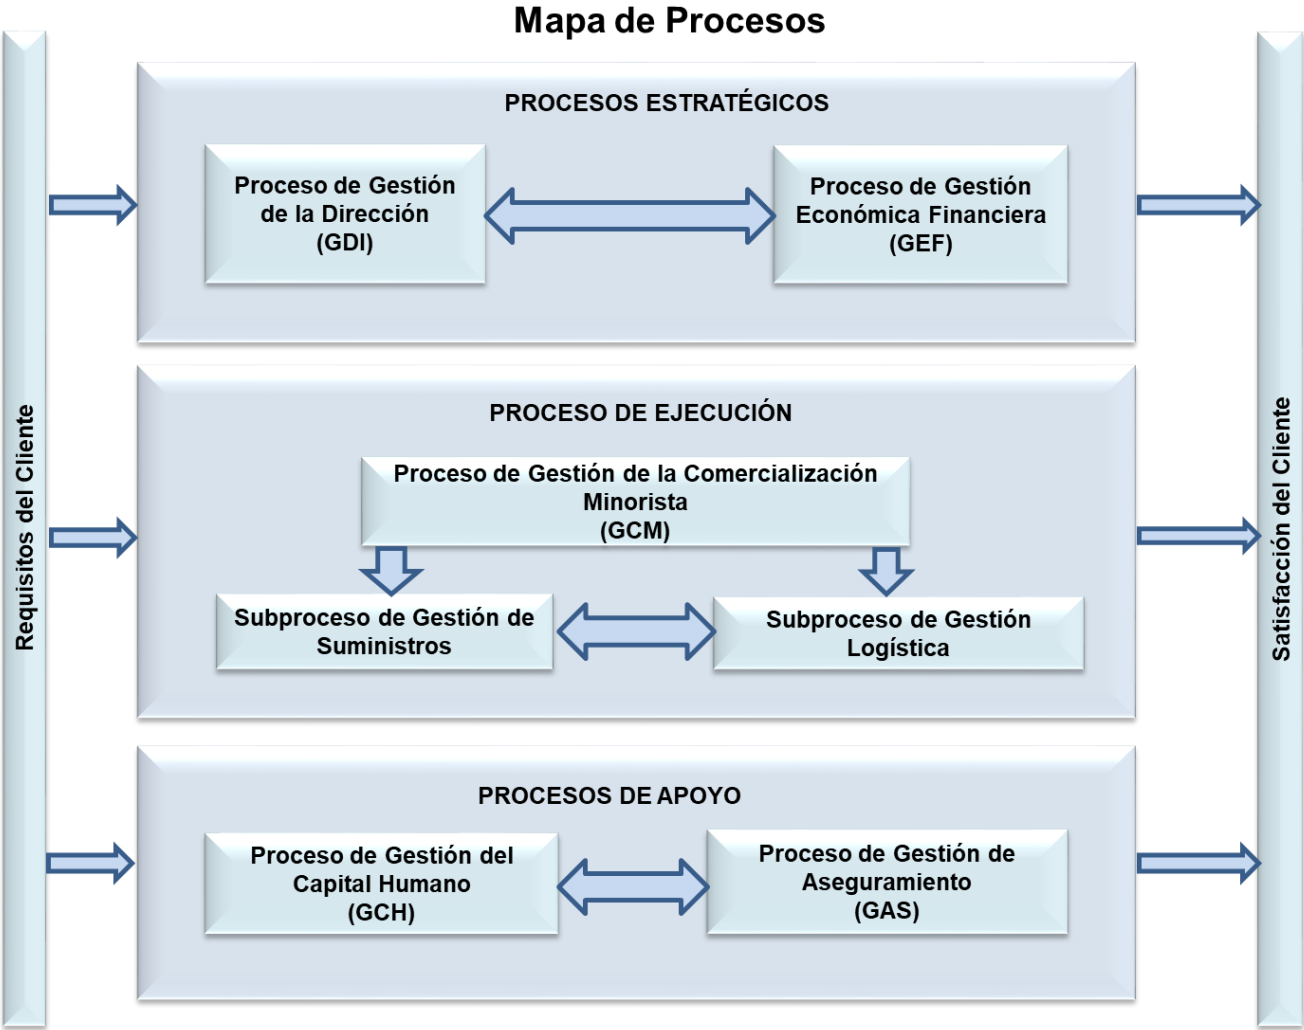 Mapa de Procesos
Requisitos del Cliente
PROCESOS ESTRATÉGICOS
Proceso de Gestión
de la Dirección
(GDI)
Proceso de Gestión
Económica Financiera
(GEF)
PROCESO DE EJECUCIÓN
Proceso de Gestión de la Comercialización
Minorista
(GCM)
Subproceso de Gestión de
Suministros
Subproceso de Gestión
Logística
PROCESOS DE APOYO
Proceso de Gestión del
Capital Humano
(GCH)
Proceso de Gestión de
Aseguramiento
(GAS)
Satisfacción del Cliente